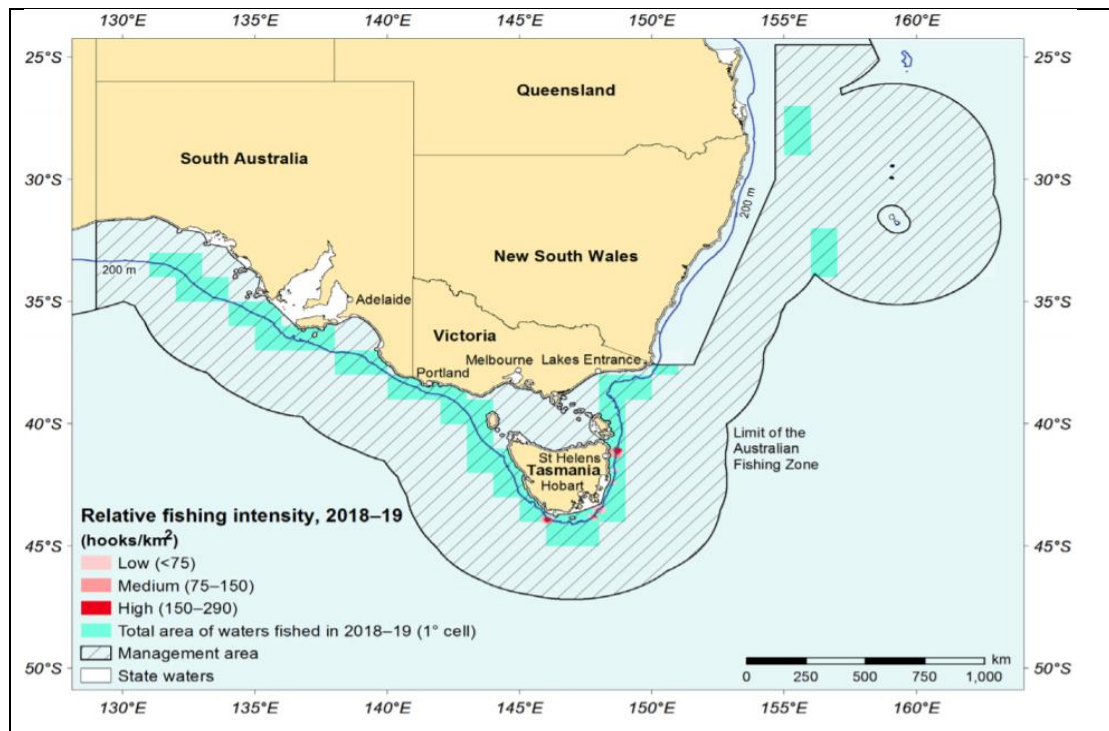 130°E 135°E 140°E 145°E 150°E 155°E 160°E
25°S 25°S
Queensland
South Australia
30°S 30°S
200 m
New South Wales
200 m
35°S Adelaide 35°S
Victoria
Melbourne Lakes Entrance
Portland
40°S 40°S
Limit of the
Australian
Fishing Zone
St Helens
Tasmania
Hobart
Relative fishing intensity, 2018–19
(hooks/km²)
45°S 45°S
Low (<75)
Medium (75–150)
High (150–290)
Total area of waters fished in 2018–19 (1° cell)
Management area
State waters
km
50°S 50°S
0 250 500 750 1,000
130°E 135°E 140°E 145°E 150°E 155°E 160°E